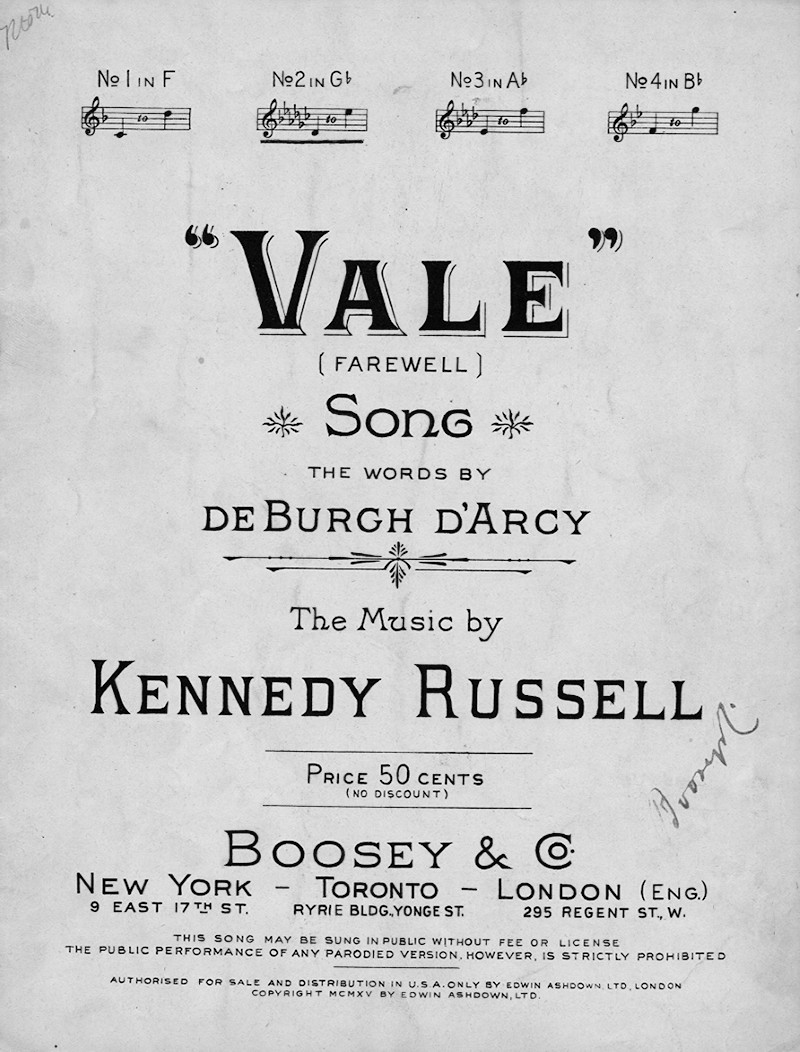 No 1 IN F
No 2 IN G♭
No 3 IN A♭
No 4 IN B♭
to
to
to
to
“VALE”
(FAREWELL)
SONG
THE WORDS BY
DE BURGH D'ARCY
The Music by
KENNEDY RUSSELL
PRICE 50 CENTS
(NO DISCOUNT)
BOOSEY & CO.
NEW YORK – TORONTO – LONDON (ENG.)
9 EAST 17TH ST. RYRIE BLDG., YONGE ST. 295 REGENT ST., W.
THIS SONG MAY BE SUNG IN PUBLIC WITHOUT FEE OR LICENSE
THE PUBLIC PERFORMANCE OF ANY PARODIED VERSION, HOWEVER, IS STRICTLY PROHIBITED
AUTHORISED FOR SALE AND DISTRIBUTION IN U.S.A. ONLY BY EDWIN ASHDOWN, LTD, LONDON
COPYRIGHT MCMXV BY EDWIN ASHDOWN, LTD.